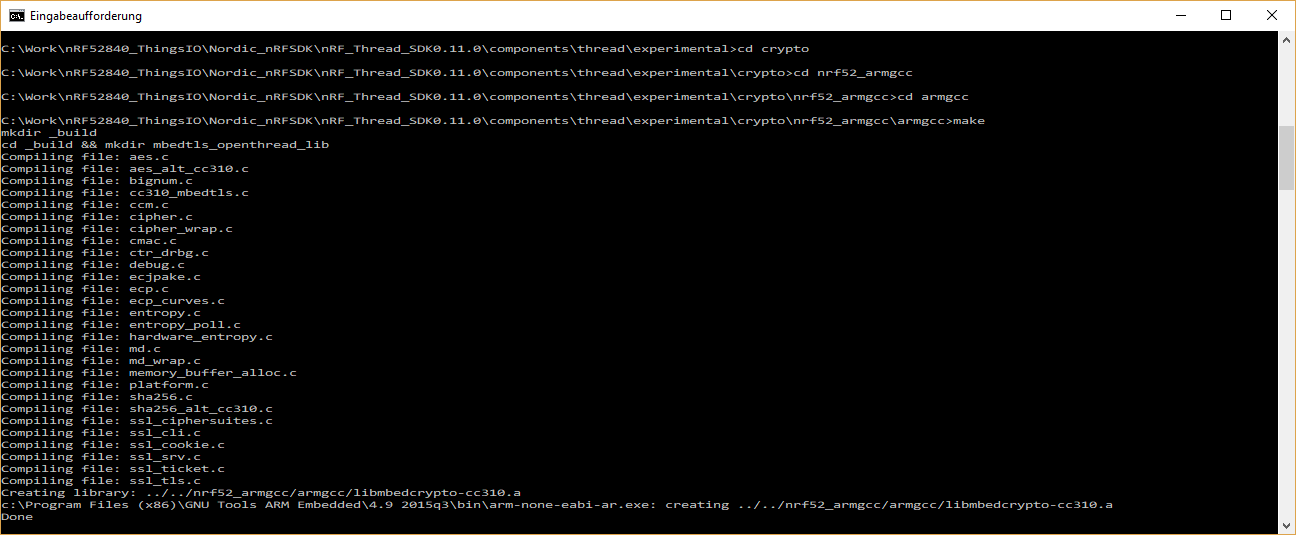 Eingabeaufforderung
C:\Work\nRF52840_ThingsIO\Nordic_nRFSDK\nRF_Thread_SDK0.11.0\components\thread\experimental>cd crypto
C:\Work\nRF52840_ThingsIO\Nordic_nRFSDK\nRF_Thread_SDK0.11.0\components\thread\experimental\crypto>cd nrf52_armgcc
C:\Work\nRF52840_ThingsIO\Nordic_nRFSDK\nRF_Thread_SDK0.11.0\components\thread\experimental\crypto\nrf52_armgcc>cd armgcc
C:\Work\nRF52840_ThingsIO\Nordic_nRFSDK\nRF_Thread_SDK0.11.0\components\thread\experimental\crypto\nrf52_armgcc\armgcc>make
mkdir _build
cd _build && mkdir mbedtls_openthread_lib
Compiling file: aes.c
Compiling file: aes_alt_cc310.c
Compiling file: bignum.c
Compiling file: cc310_mbedtls.c
Compiling file: ccm.c
Compiling file: cipher.c
Compiling file: cipher_wrap.c
Compiling file: cmac.c
Compiling file: ctr_drbg.c
Compiling file: debug.c
Compiling file: ecjpake.c
Compiling file: ecp.c
Compiling file: ecp_curves.c
Compiling file: entropy.c
Compiling file: entropy_poll.c
Compiling file: hardware_entropy.c
Compiling file: md.c
Compiling file: md_wrap.c
Compiling file: memory_buffer_alloc.c
Compiling file: platform.c
Compiling file: sha256.c
Compiling file: sha256_alt_cc310.c
Compiling file: ssl_ciphersuites.c
Compiling file: ssl_cli.c
Compiling file: ssl_cookie.c
Compiling file: ssl_srv.c
Compiling file: ssl_ticket.c
Compiling file: ssl_tls.c
Creating library: ../../nrf52_armgcc/armgcc/libmbedcrypto-cc310.a
c:\Program Files (x86)\GNU Tools ARM Embedded\4.9 2015q3\bin\arm-none-eabi-ar.exe: creating ../../nrf52_armgcc/armgcc/libmbedcrypto-cc310.a
Done